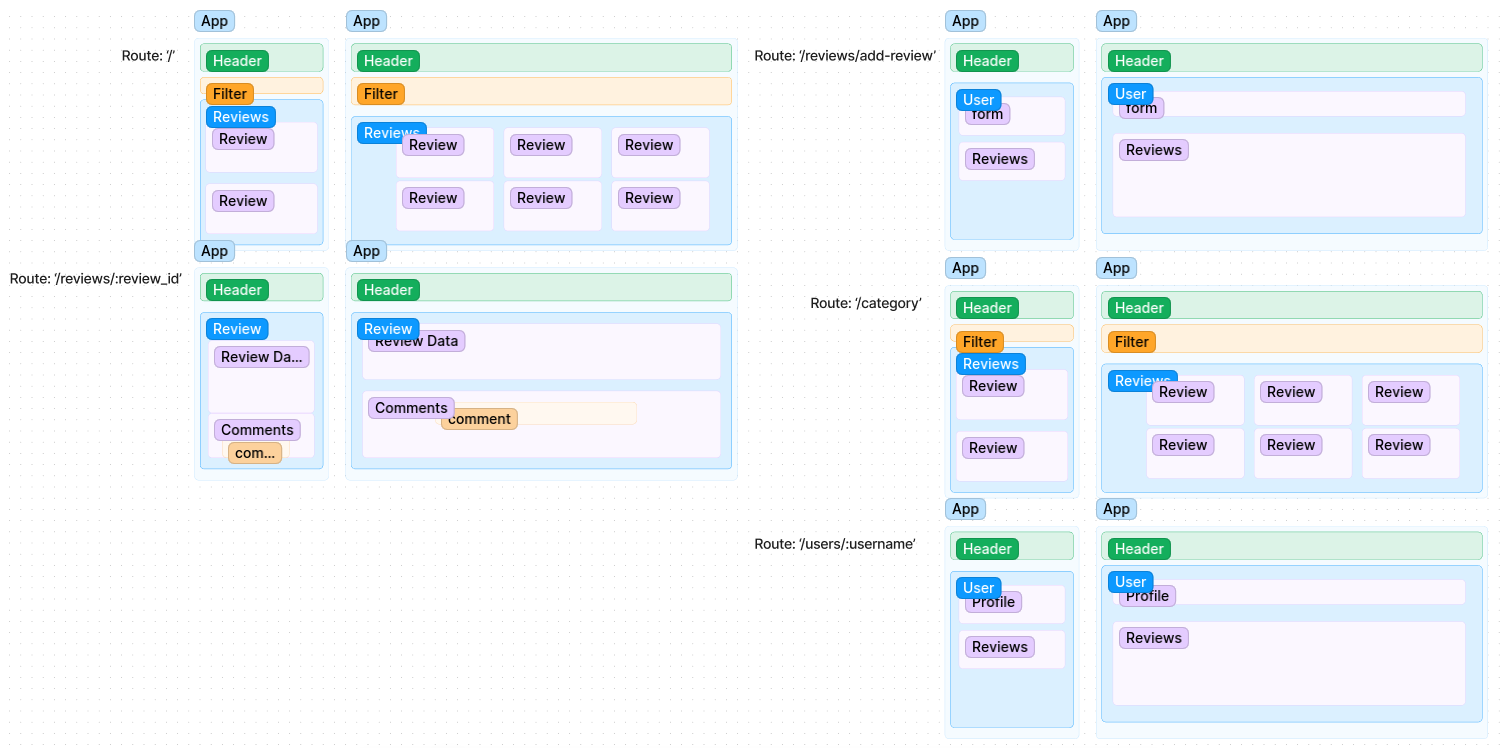 Route: ‘/’
App
Header
Filter
Reviews
Review
Review
App
Header
Filter
Reviews
Review
Review
Review
Review
Review
Review
Route: ‘/reviews/:review_id’
App
Header
Review
Review Da...
Comments
com...
App
Header
Review
Review Data
Comments
comment
Route: ‘/reviews/add-review’
App
Header
User
form
Reviews
App
Header
User
form
Reviews
Route: ‘/category’
App
Header
Filter
Reviews
Review
Review
App
Header
Filter
Reviews
Review
Review
Review
Review
Review
Review
Route: ‘/users/:username’
App
Header
User
Profile
Reviews
App
Header
User
Profile
Reviews